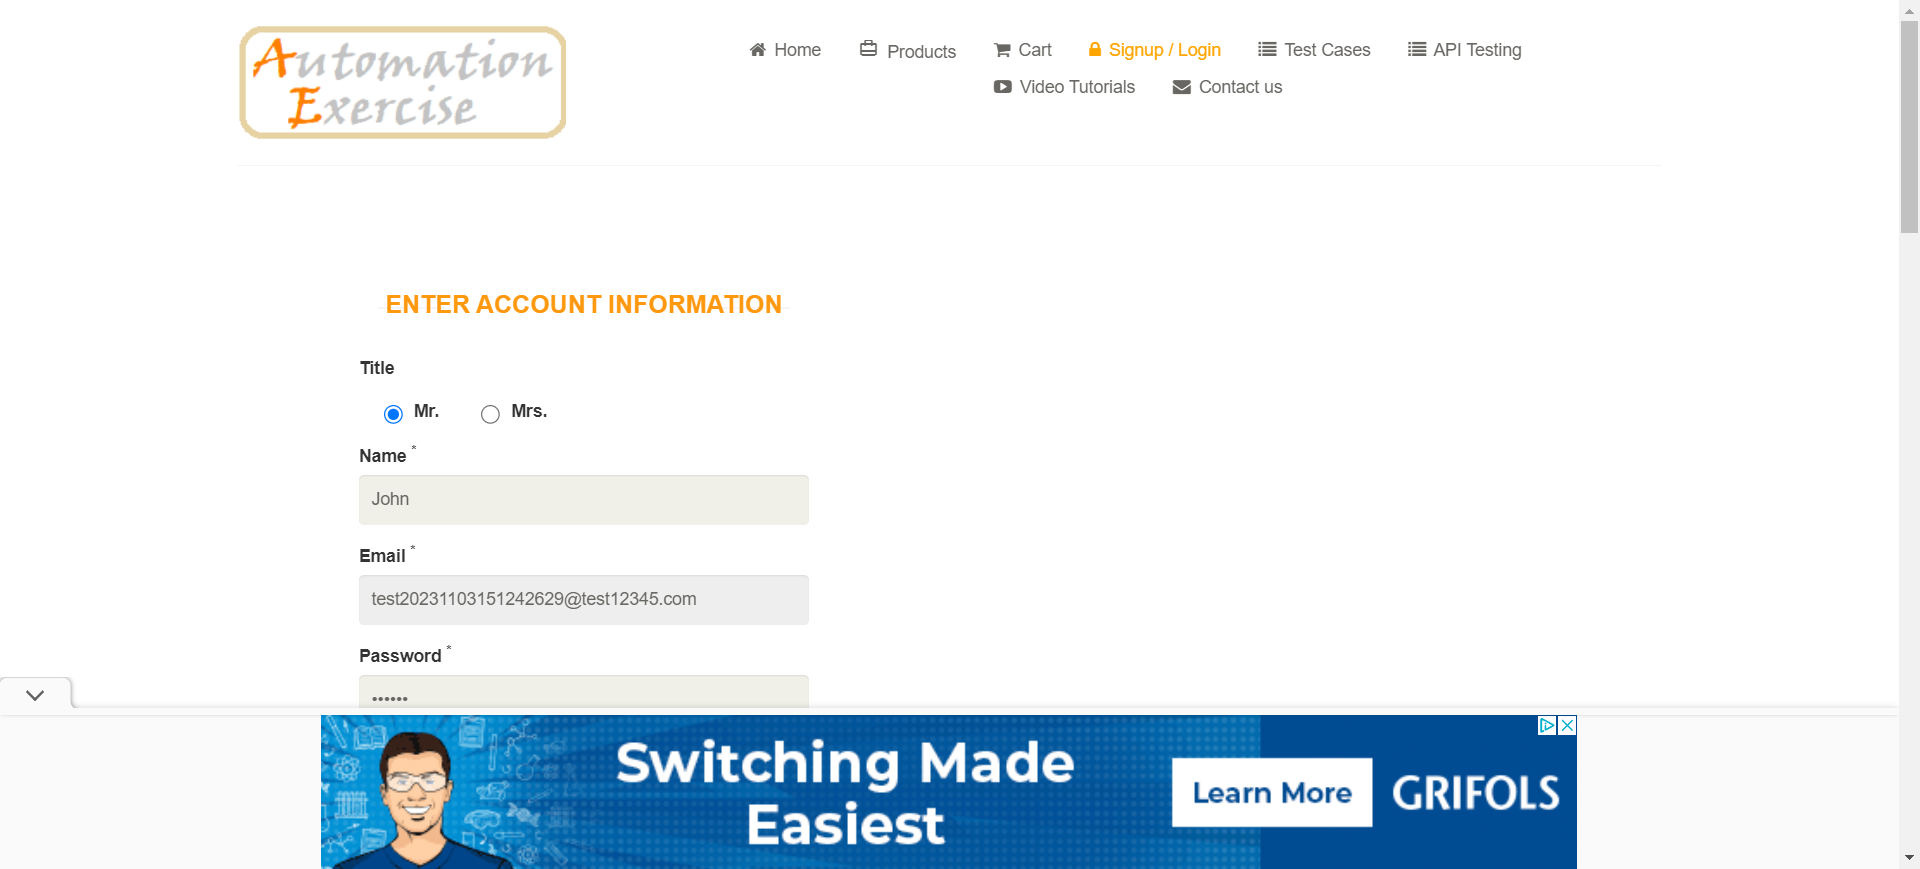 Automation
Exercise
Home
Products
Cart
Signup / Login
Test Cases
API Testing
Video Tutorials
Contact us
ENTER ACCOUNT INFORMATION
Title
Mr.
Mrs.
Name *
John
Email *
test20231103151242629@test12345.com
Password *
••••••
Switching Made
Easiest
Learn More
GRIFOLS